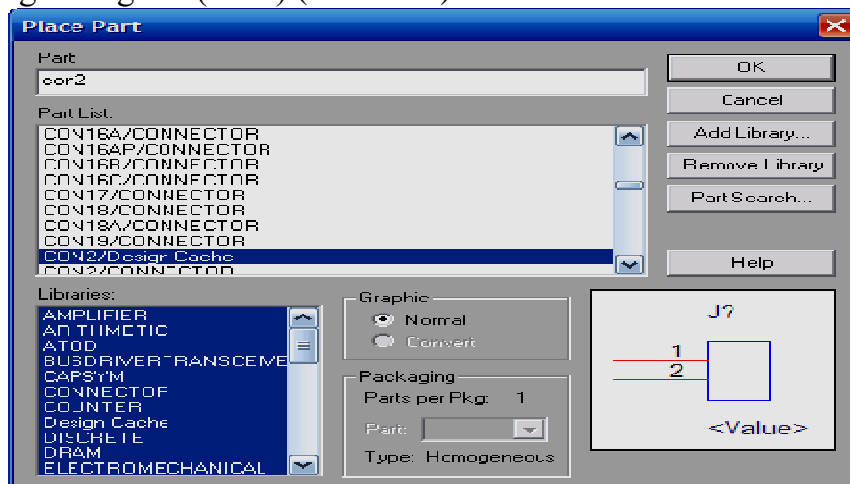 Place Part
Part
con2
OK
Cancel
Part List:
CON16A/CONNECTOR
CON16AP/CONNECTOR
CON16B/CONNECTOR
CON16C/CONNECTOR
CON17/CONNECTOR
CON18/CONNECTOR
CON18A/CONNECTOR
CON19/CONNECTOR
CON2/Design Cache
CON2/CONNECTOR
Add Library...
Remove Library
Part Search...
Help
Libraries:
AMPLIFIER
ARITHMETIC
ATOD
BUSDRIVERTRANSCEIVE
CAPSYM
CONNECTOR
COUNTER
Design Cache
DISCRETE
DRAM
ELECTROMECHANICAL
Graphic
Normal
Convert
Packaging
Parts per Pkg: 1
Part:
Type: Homogeneous
J?
1
2
<Value>